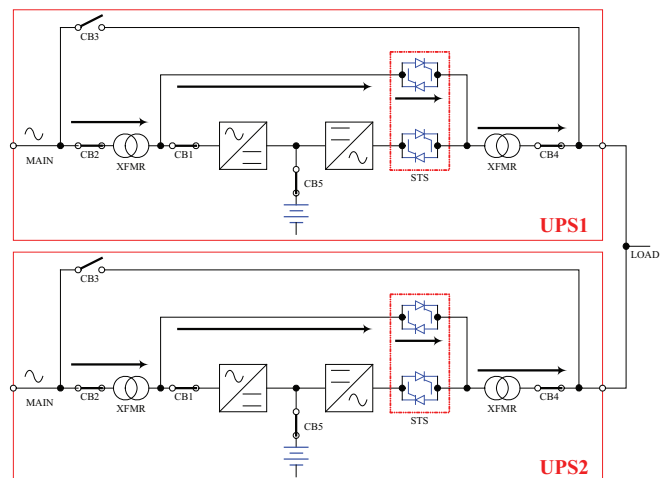 CB3
MAIN
CB2
XFMR
CB1
CB5
STS
XFMR
CB4
UPS1
LOAD
CB3
MAIN
CB2
XFMR
CB1
CB5
STS
XFMR
CB4
UPS2